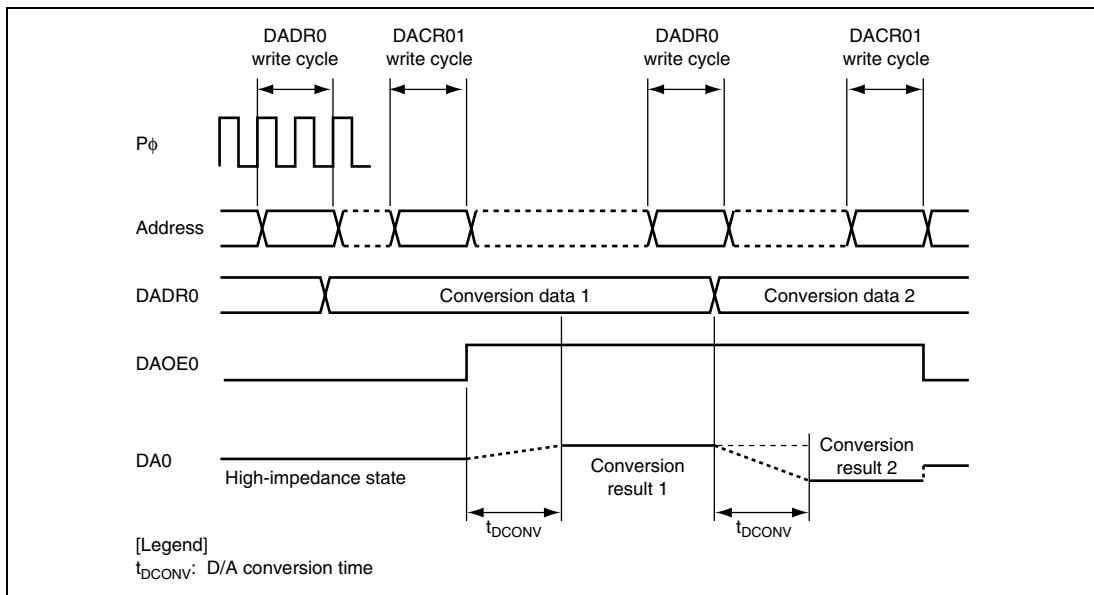 DADR0
write cycle
DACR01
write cycle
DADR0
write cycle
DACR01
write cycle
Pϕ
Address
DADR0
Conversion data 1
Conversion data 2
DAOE0
DA0
High-impedance state
Conversion
result 1
Conversion
result 2
tDCONV
tDCONV
[Legend]
tDCONV: D/A conversion time